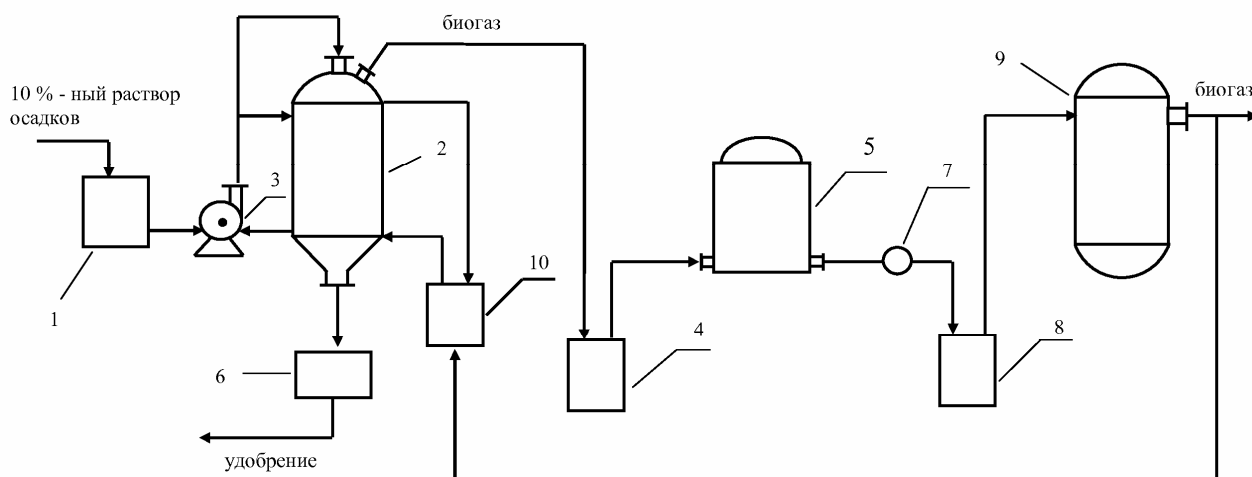 биогаз
9
10 % - ный раствор
осадков
биогаз
2
5
7
3
1
10
4
8
6
удобрение